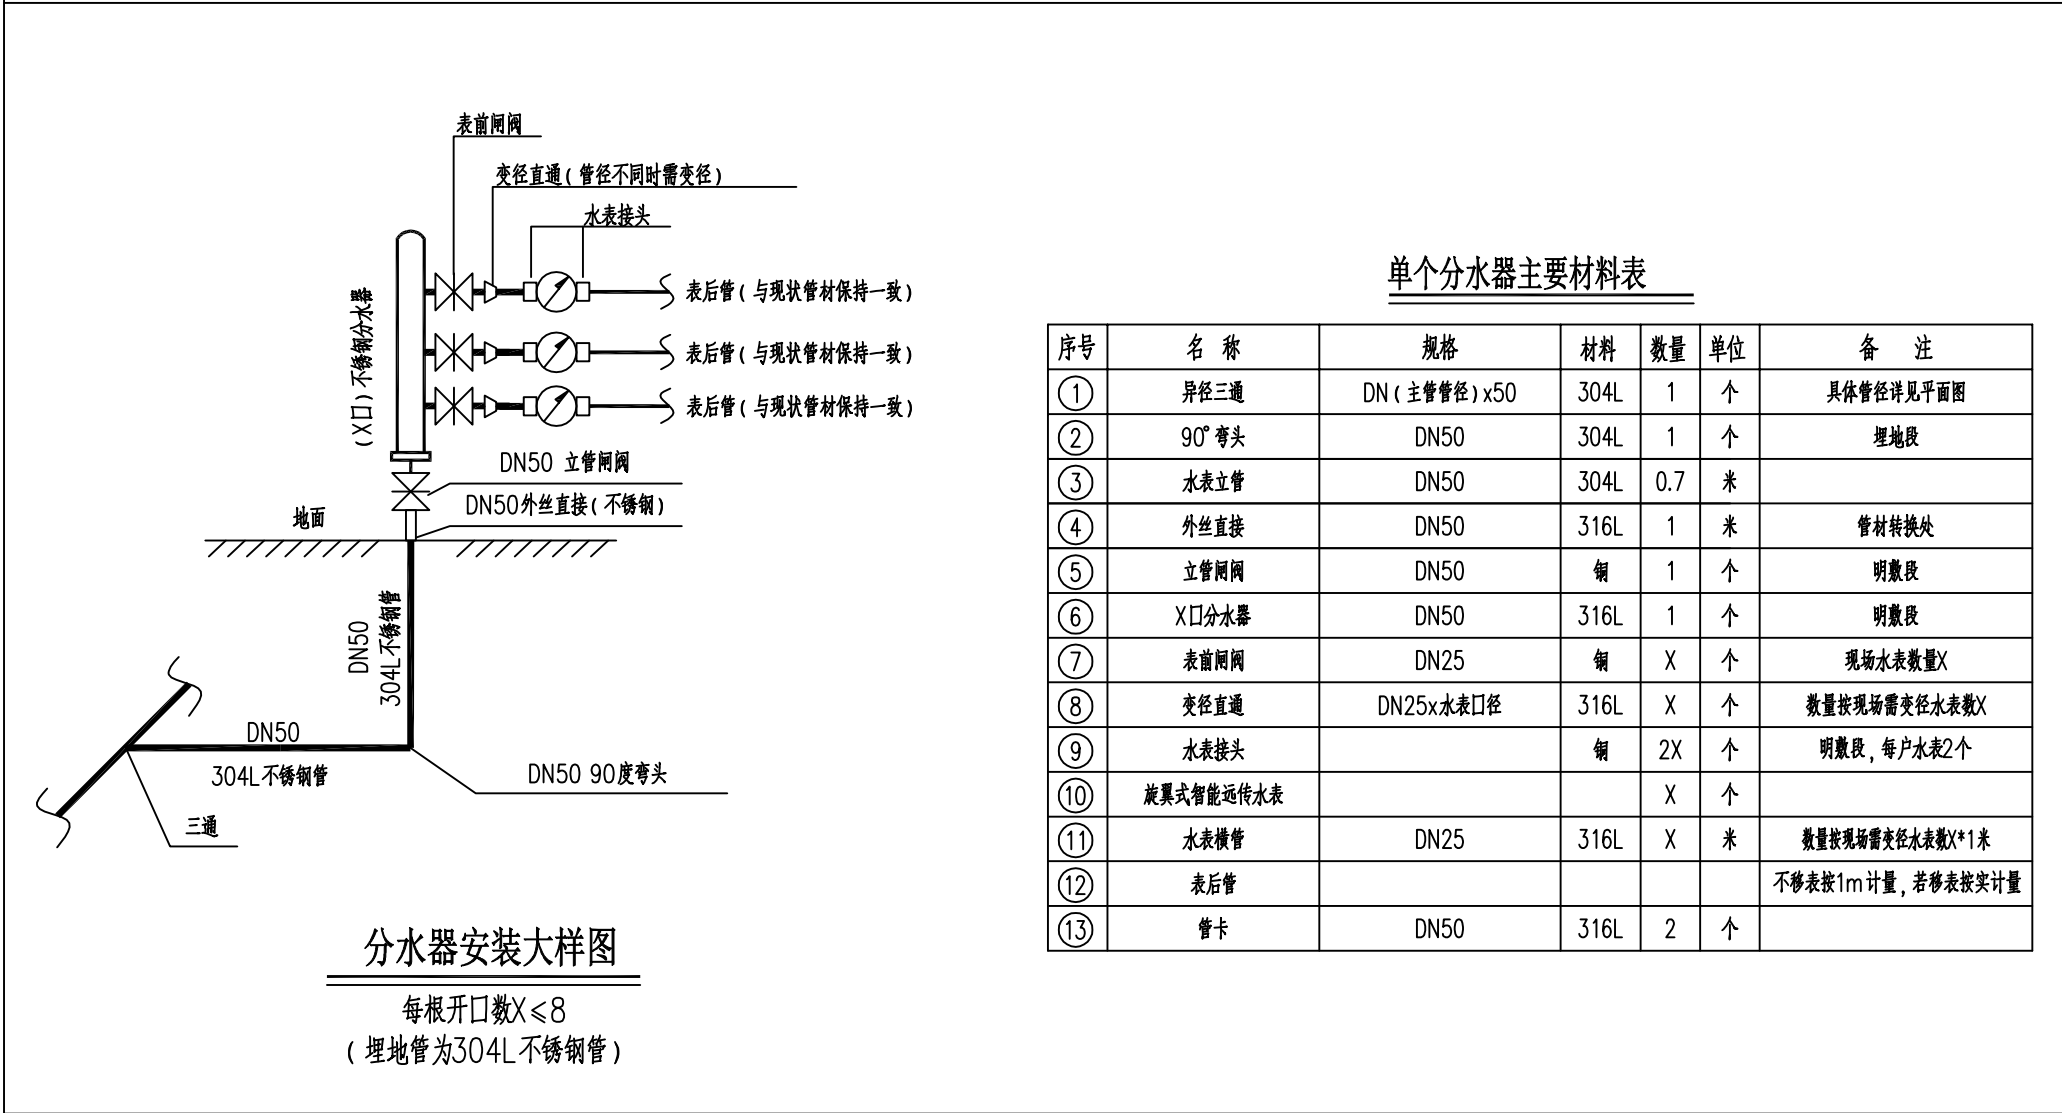 表前闸阀
变径直通(管径不同时需变径)
水表接头
表后管(与现状管材保持一致)
表后管(与现状管材保持一致)
表后管(与现状管材保持一致)
(X口)不锈钢分水器
DN50 立管闸阀
DN50外丝直接(不锈钢)
地面
DN50
304L不锈钢管
DN50
304L不锈钢管
DN50 90度弯头
三通
分水器安装大样图
每根开口数X≤8
(埋地管为304L不锈钢管)
单个分水器主要材料表
序号 名 称 规格 材料 数量 单位 备 注
① 异径三通 DN(主管管径)x50 304L 1 个 具体管径详见平面图
② 90°弯头 DN50 304L 1 个 埋地段
③ 水表立管 DN50 304L 0.7 米
④ 外丝直接 DN50 316L 1 米 管材转换处
⑤ 立管闸阀 DN50 铜 1 个 明敷段
⑥ X口分水器 DN50 316L 1 个 明敷段
⑦ 表前闸阀 DN25 铜 X 个 现场水表数量X
⑧ 变径直通 DN25x水表口径 316L X 个 数量按现场需变径水表数X
⑨ 水表接头 铜 2X 个 明敷段,每户水表2个
⑩ 旋翼式智能远传水表 X 个
⑪ 水表横管 DN25 316L X 米 数量按现场需变径水表数X*1米
⑫ 表后管 不移表按1m计量,若移表按实计量
⑬ 管卡 DN50 316L 2 个